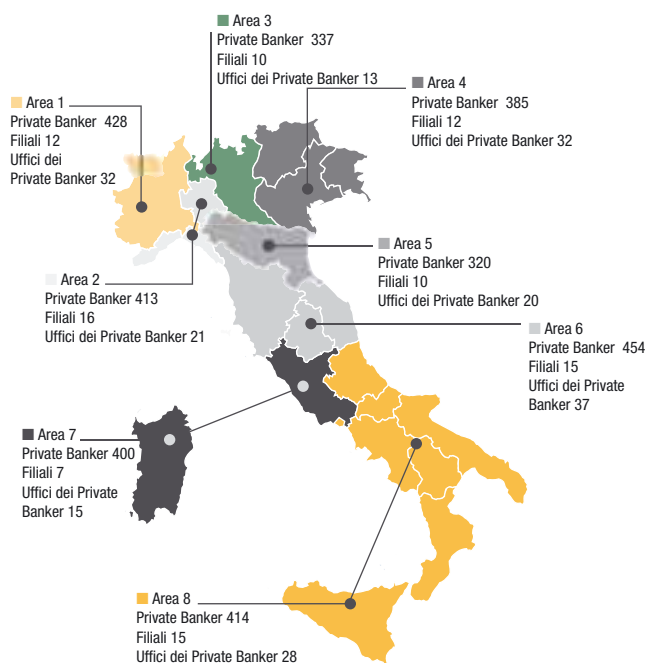 Area 3
Private Banker 337
Filiali 10
Uffici dei Private Banker 13
Area 4
Private Banker 385
Filiali 12
Uffici dei Private Banker 32
Area 1
Private Banker 428
Filiali 12
Uffici dei
Private Banker 32
Area 5
Private Banker 320
Filiali 10
Uffici dei Private Banker 20
Area 2
Private Banker 413
Filiali 16
Uffici dei Private Banker 21
Area 6
Private Banker 454
Filiali 15
Uffici dei Private
Banker 37
Area 7
Private Banker 400
Filiali 7
Uffici dei Private
Banker 15
Area 8
Private Banker 414
Filiali 15
Uffici dei Private Banker 28